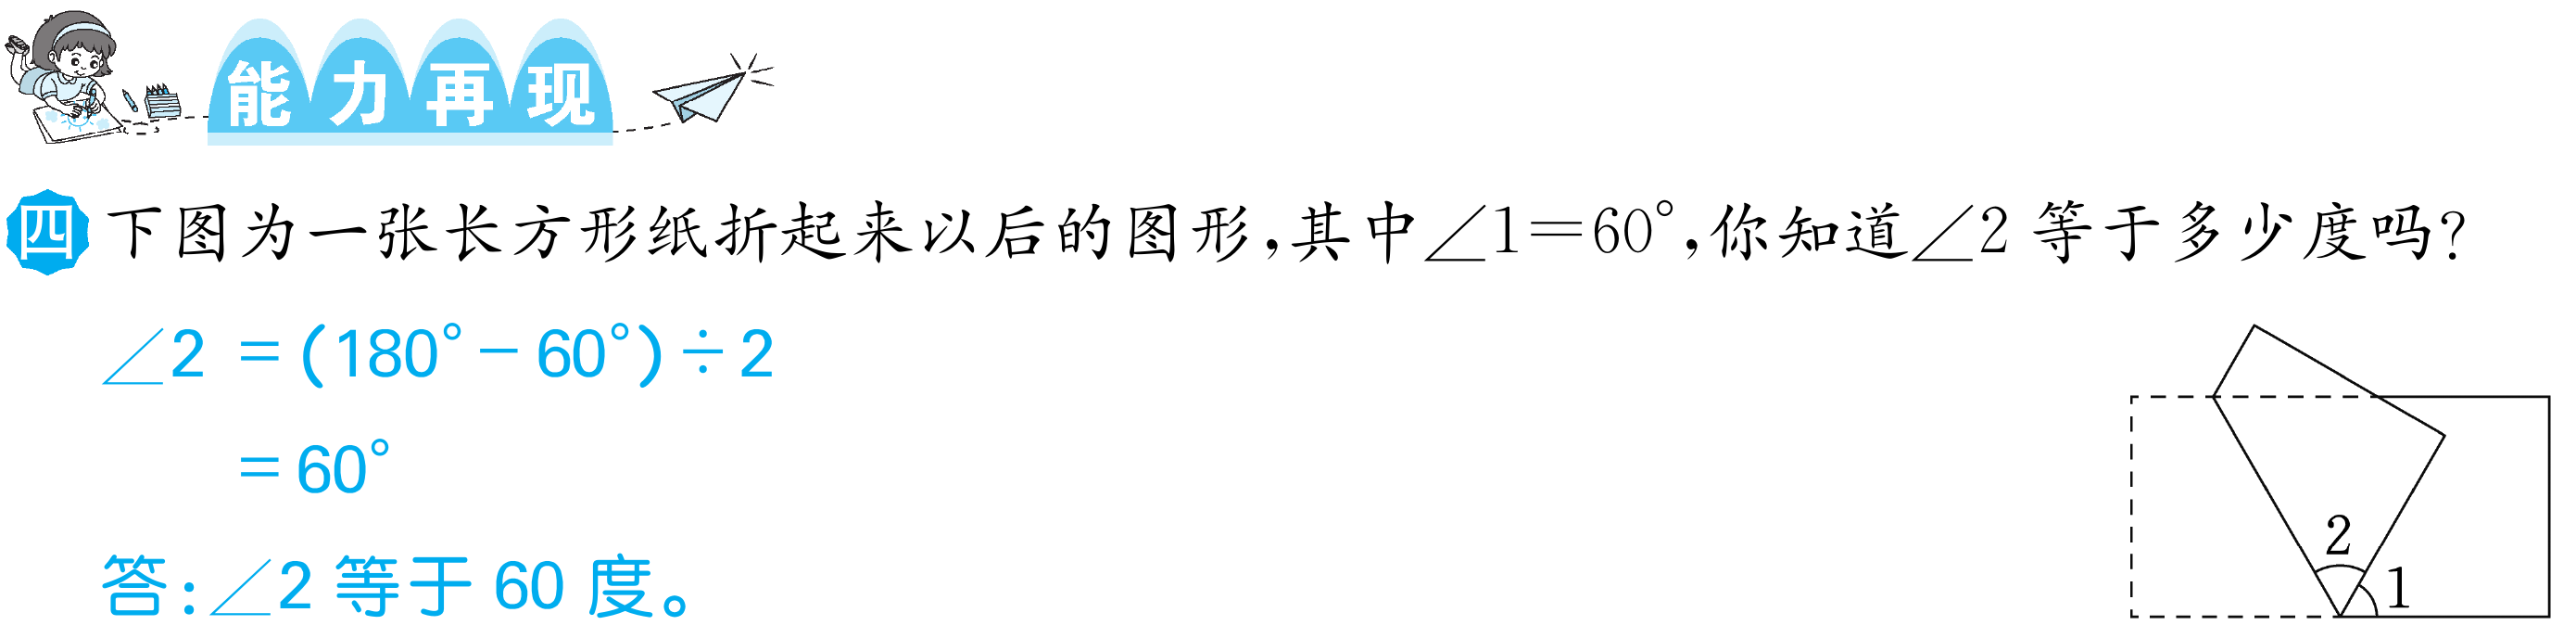 能力再现
四 下图为一张长方形纸折起来以后的图形,其中∠1=60°,你知道∠2 等于多少度吗?
∠2 =(180°-60°)÷2
=60°
答:∠2 等于 60 度。
2
1